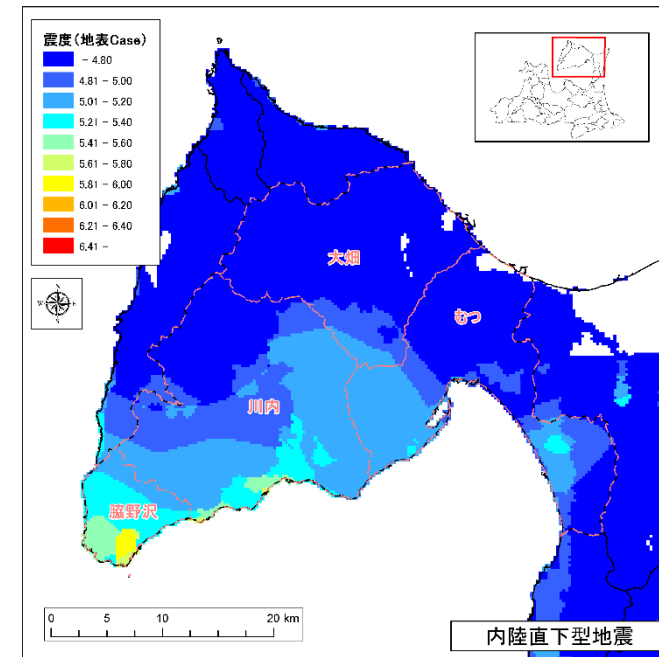 震度(地表Case)
- 4.80
4.81 - 5.00
5.01 - 5.20
5.21 - 5.40
5.41 - 5.60
5.61 - 5.80
5.81 - 6.00
6.01 - 6.20
6.21 - 6.40
6.41 -
N
W
E
S
大畑
むつ
川内
脇野沢
0 5 10 20 km
内陸直下型地震